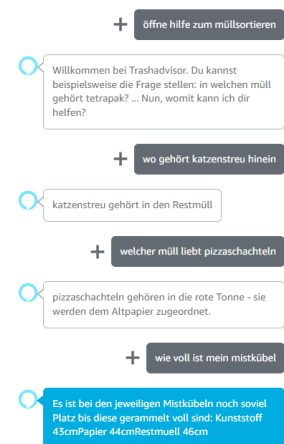 öffne hilfe zum müllsortieren
Willkommen bei Trashadvisor. Du kannst
beispielsweise die Frage stellen: in welchen müll
gehört tetrapak? ... Nun, womit kann ich dir
helfen?
wo gehört katzenstreu hinein
katzenstreu gehört in den Restmüll
welcher müll liebt pizzaschachteln
pizzaschachteln gehören in die rote Tonne - sie
werden dem Altpapier zugeordnet.
wie voll ist mein mistkübel
Es ist bei den jeweiligen Mistkübeln noch soviel
Platz bis diese gerammelt voll sind: Kunststoff
43cmPapier 44cmRestmuell 46cm